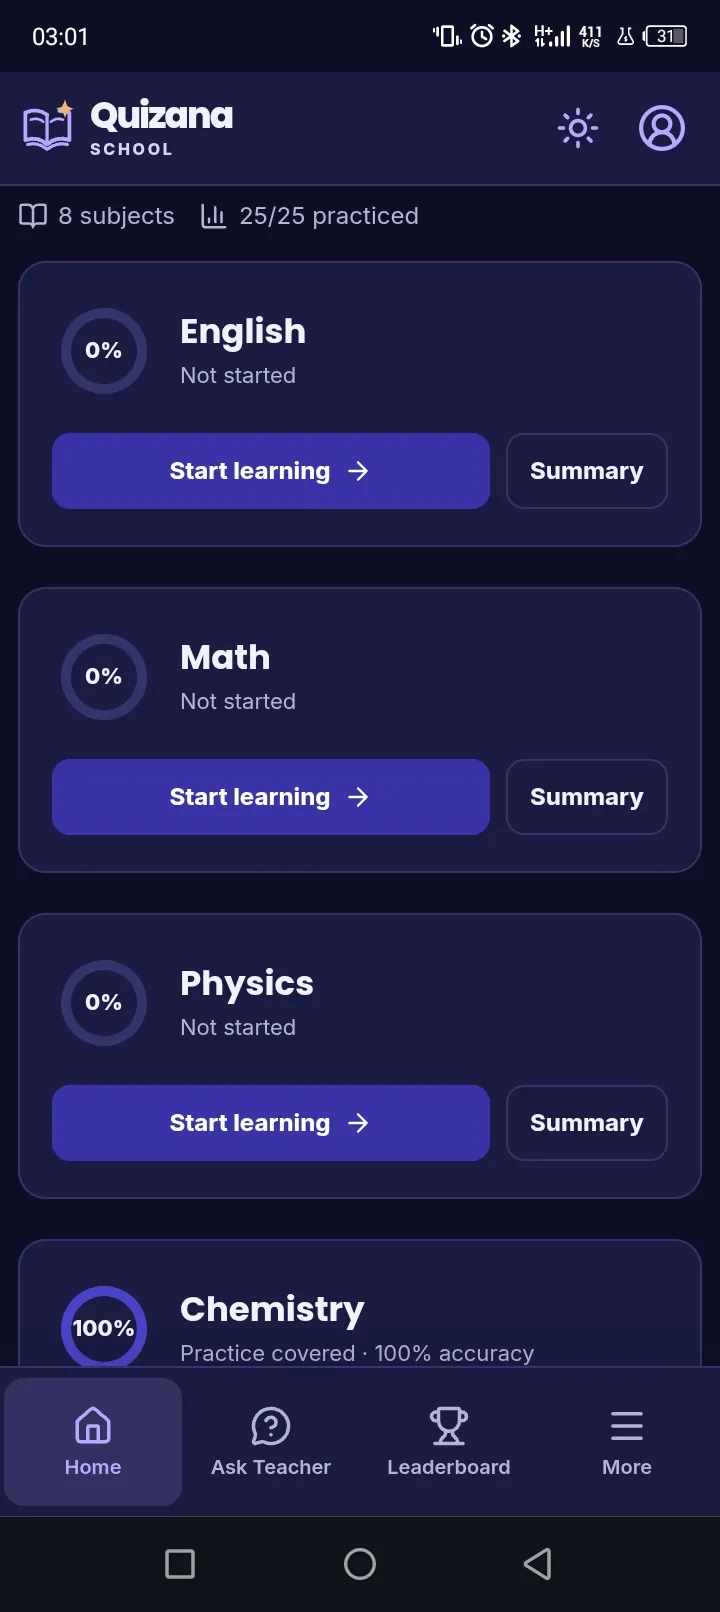 03:01
H+
411
K/S
31
Quizana
SCHOOL
8 subjects 25/25 practiced
0%
English
Not started
Start learning →
Summary
0%
Math
Not started
Start learning →
Summary
0%
Physics
Not started
Start learning →
Summary
100%
Chemistry
Practice covered · 100% accuracy
Home
Ask Teacher
Leaderboard
More